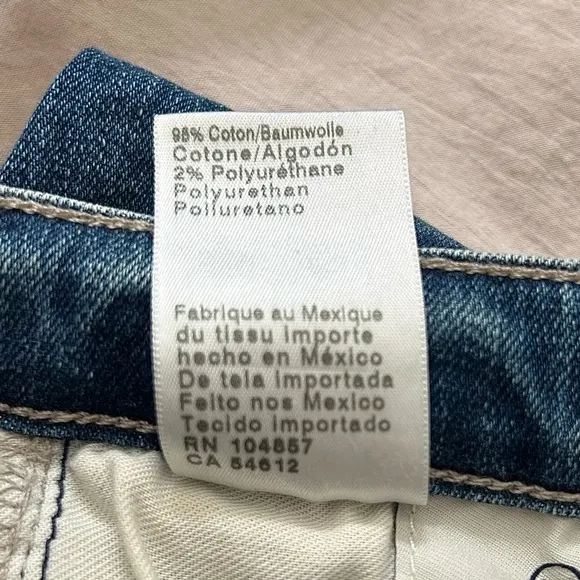 98% Coton/Baumwolle
Cotone/Algodón
2% Polyuréthane
Polyurethan
Poliuretano
Fabrique au Mexique
du tissu importe
hecho en México
De tela importada
Feito nos Mexico
Tecido importado
RN 104857
CA 54612